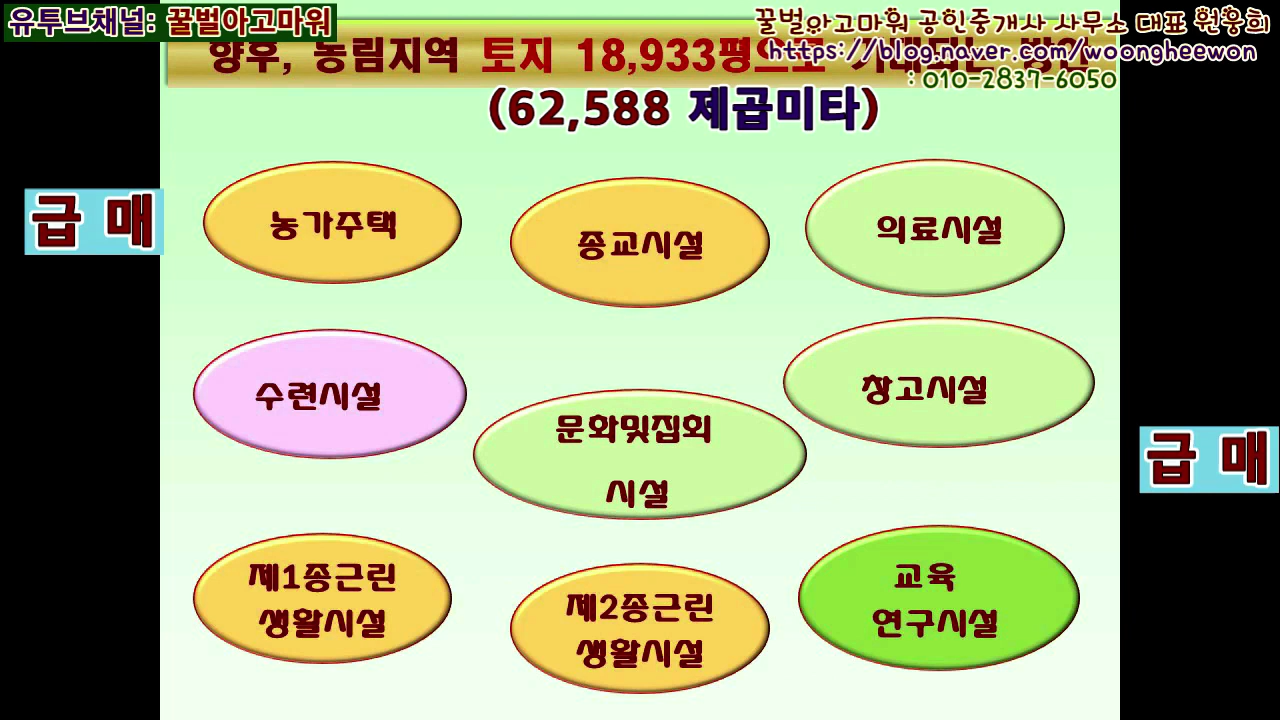 유투브채널: 꿀벌아고마워
꿀벌아고마워 공인중개사 사무소 대표 원웅희
https://blog.naver.com/woongheewon
: 010-2837-6050
향후, 농림지역 토지 18,933평으로
(62,588 제곱미타)
급 매
농가주택
종교시설
의료시설
수련시설
창고시설
문화및집회
시설
급 매
제1종근린
생활시설
제2종근린
생활시설
교육
연구시설